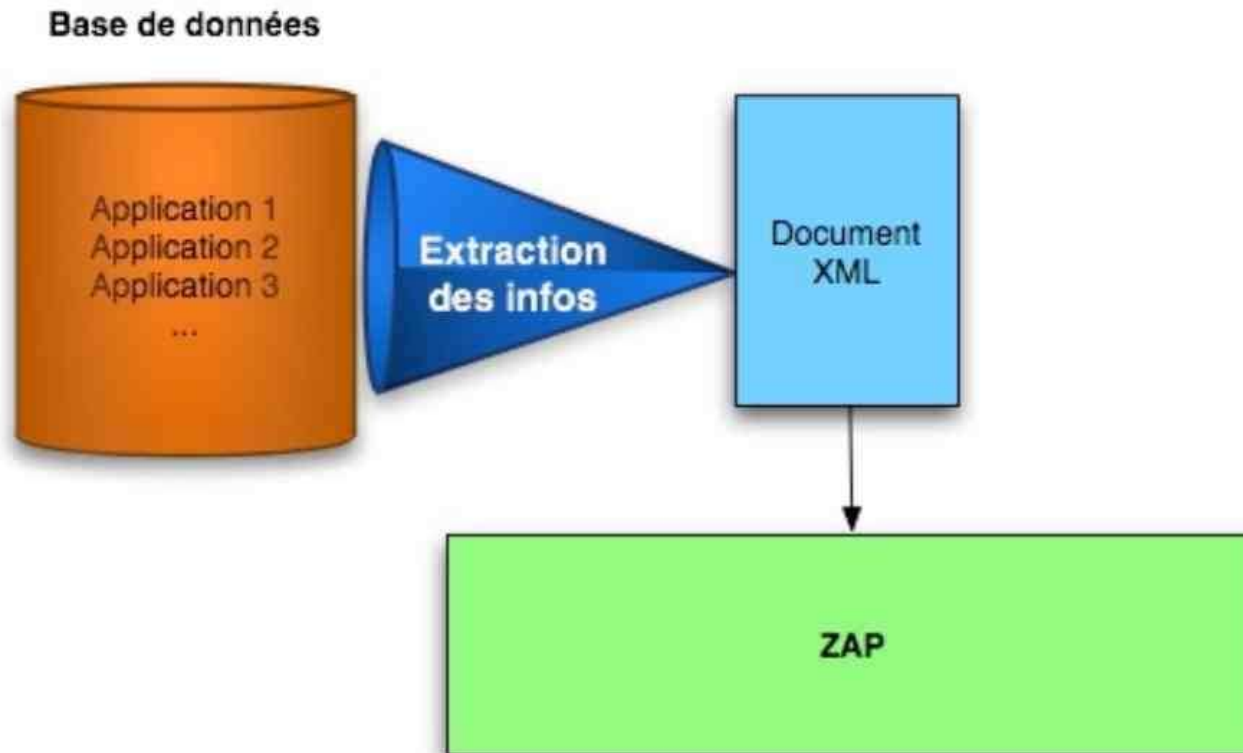 Base de données
Application 1
Application 2
Application 3
...
Extraction
des infos
Document
XML
ZAP